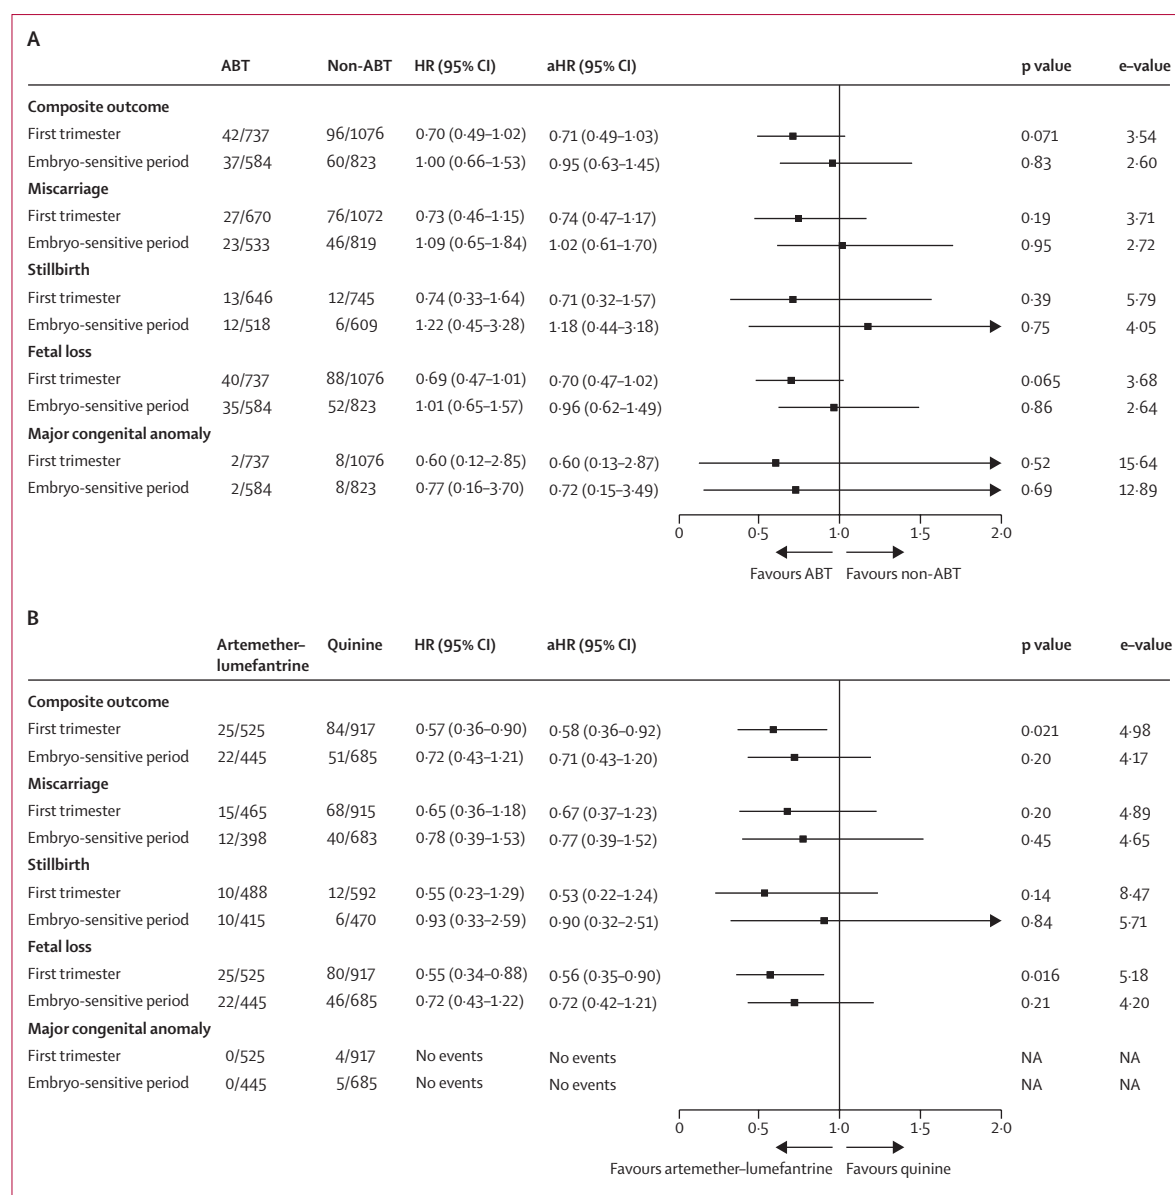 A
ABT Non-ABT HR (95% CI) aHR (95% CI) p value e–value
Composite outcome
First trimester 42/737 96/1076 0·70 (0·49–1·02) 0·71 (0·49–1·03) 0·071 3·54
Embryo-sensitive period 37/584 60/823 1·00 (0·66–1·53) 0·95 (0·63–1·45) 0·83 2·60
Miscarriage
First trimester 27/670 76/1072 0·73 (0·46–1·15) 0·74 (0·47–1·17) 0·19 3·71
Embryo-sensitive period 23/533 46/819 1·09 (0·65–1·84) 1·02 (0·61–1·70) 0·95 2·72
Stillbirth
First trimester 13/646 12/745 0·74 (0·33–1·64) 0·71 (0·32–1·57) 0·39 5·79
Embryo-sensitive period 12/518 6/609 1·22 (0·45–3·28) 1·18 (0·44–3·18) 0·75 4·05
Fetal loss
First trimester 40/737 88/1076 0·69 (0·47–1·01) 0·70 (0·47–1·02) 0·065 3·68
Embryo-sensitive period 35/584 52/823 1·01 (0·65–1·57) 0·96 (0·62–1·49) 0·86 2·64
Major congenital anomaly
First trimester 2/737 8/1076 0·60 (0·12–2·85) 0·60 (0·13–2·87) 0·52 15·64
Embryo-sensitive period 2/584 8/823 0·77 (0·16–3·70) 0·72 (0·15–3·49) 0·69 12·89
0 0·5 1·0 1·5 2·0
Favours ABT Favours non-ABT
B
Artemether– Quinine HR (95% CI) aHR (95% CI) p value e–value
lumefantrine
Composite outcome
First trimester 25/525 84/917 0·57 (0·36–0·90) 0·58 (0·36–0·92) 0·021 4·98
Embryo-sensitive period 22/445 51/685 0·72 (0·43–1·21) 0·71 (0·43–1·20) 0·20 4·17
Miscarriage
First trimester 15/465 68/915 0·65 (0·36–1·18) 0·67 (0·37–1·23) 0·20 4·89
Embryo-sensitive period 12/398 40/683 0·78 (0·39–1·53) 0·77 (0·39–1·52) 0·45 4·65
Stillbirth
First trimester 10/488 12/592 0·55 (0·23–1·29) 0·53 (0·22–1·24) 0·14 8·47
Embryo-sensitive period 10/415 6/470 0·93 (0·33–2·59) 0·90 (0·32–2·51) 0·84 5·71
Fetal loss
First trimester 25/525 80/917 0·55 (0·34–0·88) 0·56 (0·35–0·90) 0·016 5·18
Embryo-sensitive period 22/445 46/685 0·72 (0·43–1·22) 0·72 (0·42–1·21) 0·21 4·20
Major congenital anomaly
First trimester 0/525 4/917 No events No events NA NA
Embryo-sensitive period 0/445 5/685 No events No events NA NA
0 0·5 1·0 1·5 2·0
Favours artemether–lumefantrine Favours quinine